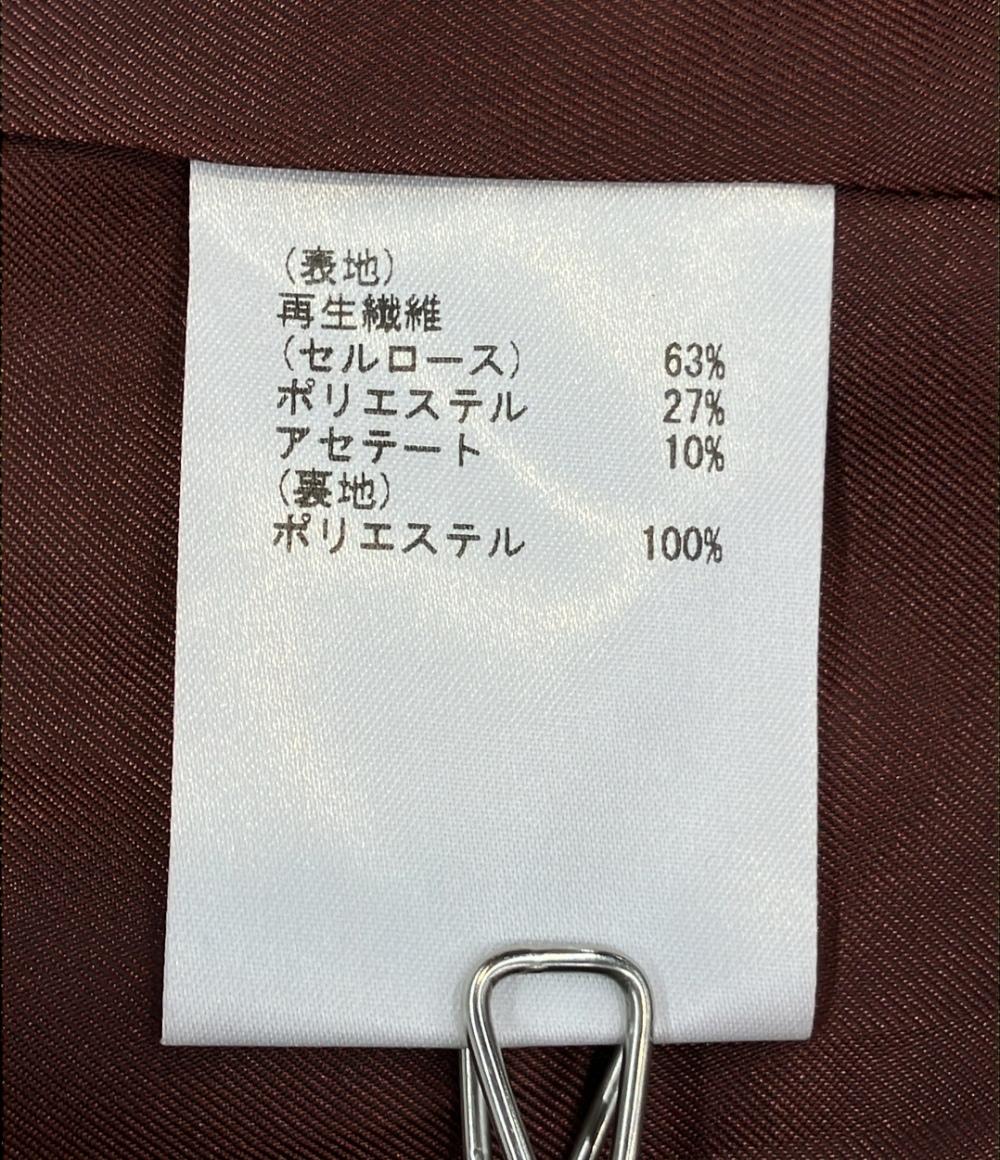 (表地)
再生繊維
(セルロース) 63%
ポリエステル 27%
アセテート 10%
(裏地)
ポリエステル 100%